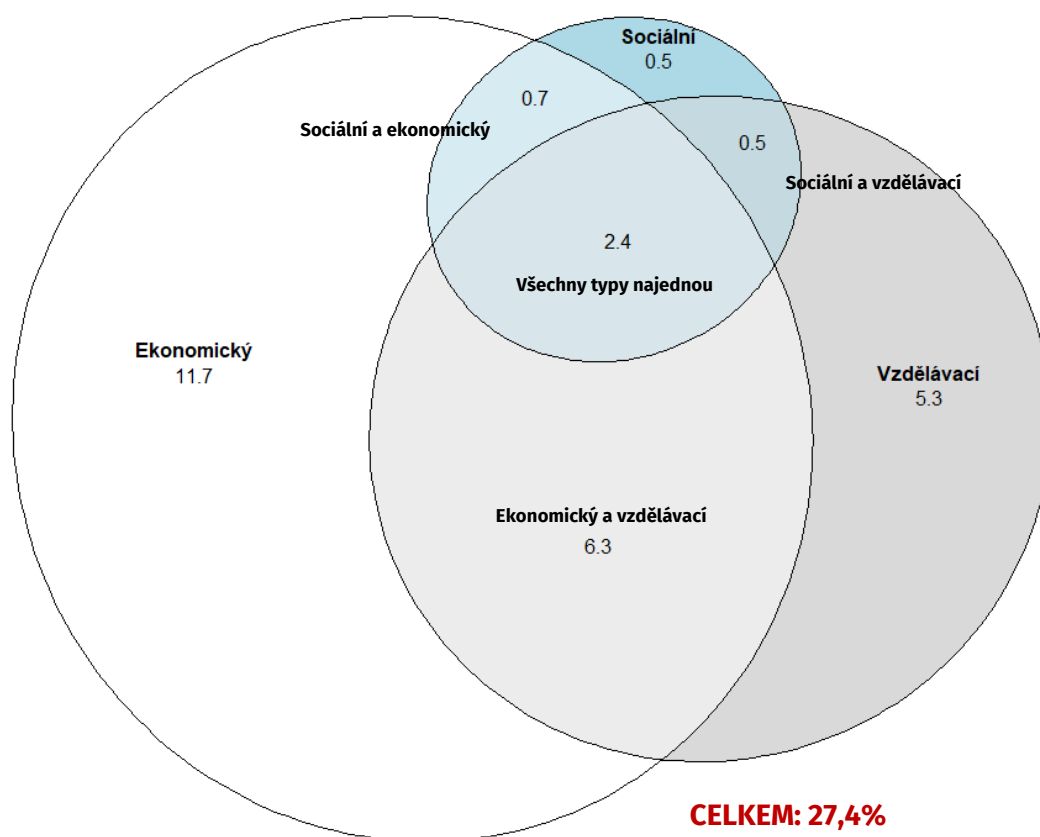 Sociální
0.5
0.7
Sociální a ekonomický
0.5
Sociální a vzdělávací
2.4
Všechny typy najednou
Ekonomický
11.7
Vzdělávací
5.3
Ekonomický a vzdělávací
6.3
CELKEM: 27,4%